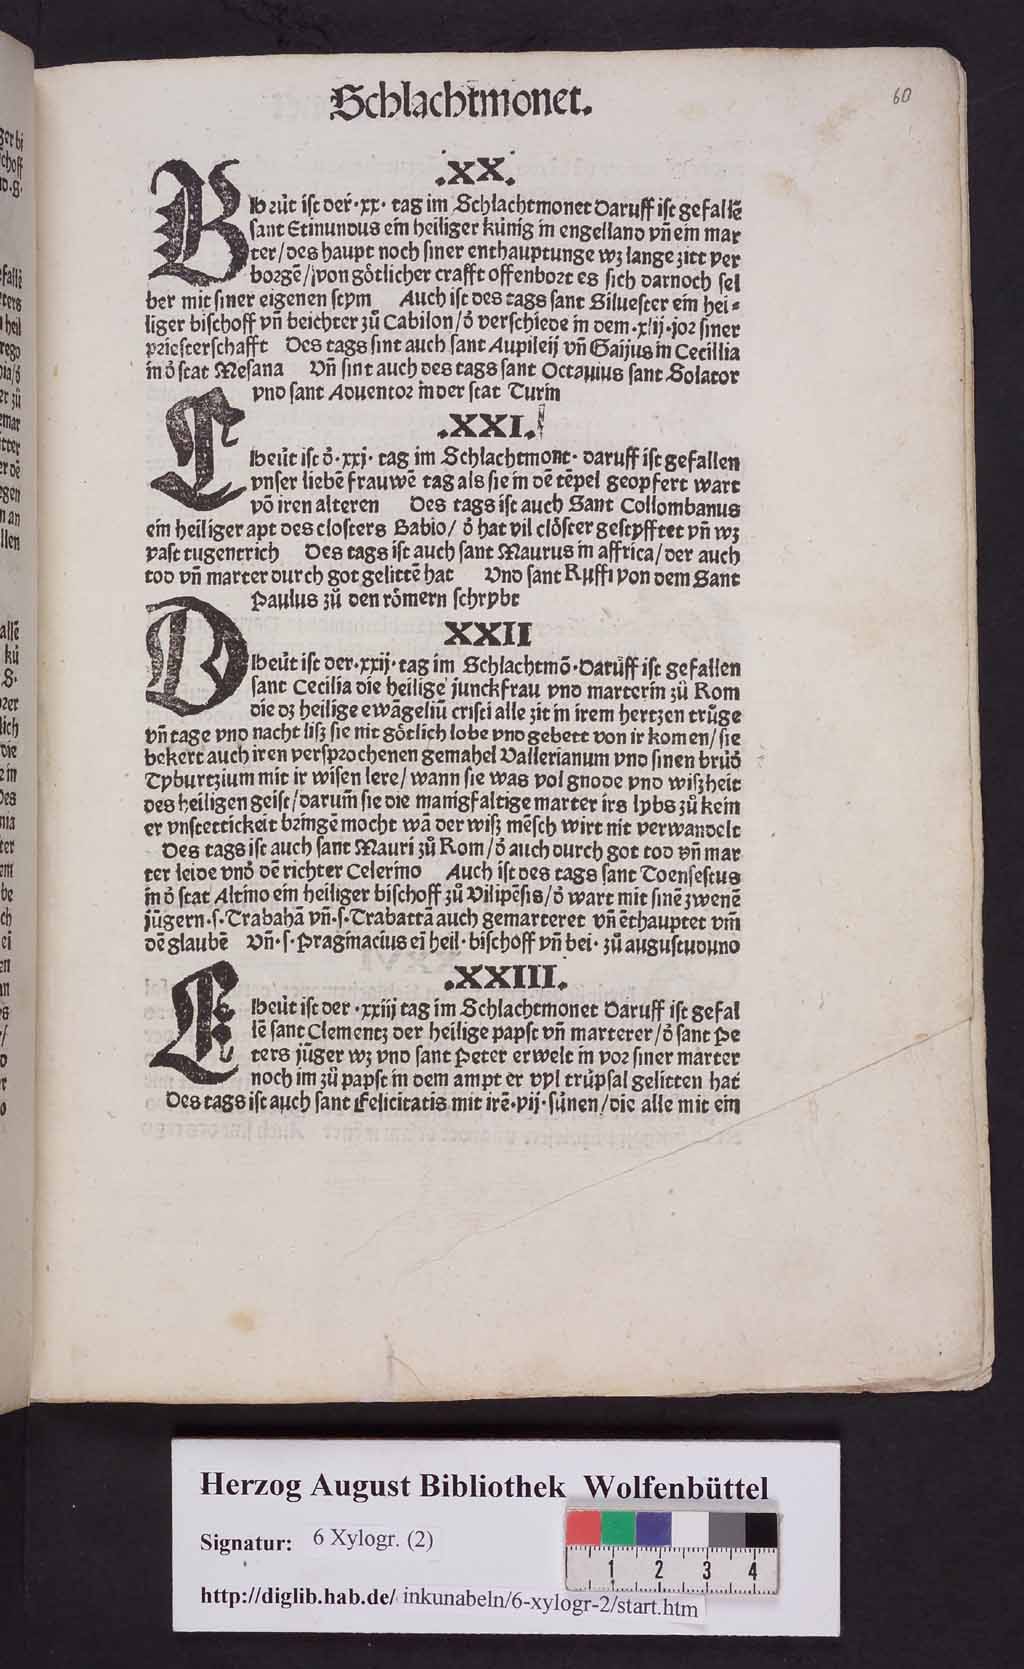 Schlachtmonet.
60
.XX.
B Heut ist der·xx·tag im Schlachtmonet Daruff ist gefallē
sant Etmundus ein heiliger künig in engelland vñ ein mar
ter/des haupt noch siner enthauptunge wz lange zitt ver
borgē/von götlicher crafft offenbort es sich darnoch sel
ber mit siner eigenen stym Auch ist des tags sant Siluester ein hei=
liger bischoff vñ beichter zů Cabilon/d̕ verschiede in dem·xlij·jor siner
priesterschafft Des tags sint auch sant Aupileij vñ Gaijus in Cecillia
in d̕ stat Mesana Vñ sint auch des tags sant Octauius sant Solator
vnd sant Aduentor in der stat Turin
.XXI.
C Heut ist d̕·xxj·tag im Schlachtmont·daruff ist gefallen
vnser liebē frauwē tag als sie in dē tēpel geopfert wart
vō iren alteren Des tags ist auch Sant Collombanus
ein heiliger apt des closters Babio/d̕ hat vil clöster gestyfftet vñ wz
vast tugentrich Des tags ist auch sant Maurus in affrica/der auch
tod vñ marter durch got gelittē hat Vnd sant Ruffi von dem Sant
Paulus zů den römern schrybt
XXII
D Heut ist der·xxij·tag im Schlachtmō·Daruff ist gefallen
sant Cecilia die heilige junckfrau vnd marterin zů Rom
die dz heilige ewāgeliū cristi alle zit in irem hertzen trůge
vñ tage vnd nacht lisz sie nit götlich lobe vnd gebett von ir komen/sie
bekert auch iren versprochenen gemahel Vallerianum vnd sinen brůd̕
Tyburtzium mit ir wisen lere/wann sie was vol gnode vnd wiszheit
des heiligen geist/darum̃ sie die manigfaltige marter irs lybs zů kein
er vnstettickeit bringē mocht wā der wisz mēsch wirt nit verwandelt
Des tags ist auch sant Mauri zů Rom/d̕ auch durch got tod vñ mar
ter leide vnd̕ dē richter Celerino Auch ist des tags sant Toensestus
in d̕ stat Altino ein heiliger bischoff zů Vilipēsis/d̕ wart mit sinē zwenē
jüngern·s·Trabahā vñ·s·Trabattā auch gemarteret vñ ēthauptet vm̃
dē glaubē Vñ·s·Pragmacius ei heil·bischoff vñ bei·zů augustuduno
.XXIII.
E Heut ist der·xxiij tag im Schlachtmonet Daruff ist gefal
lē sant Clementz der heilige papst vñ marterer/d̕ sant Pe
ters jüger wz vnd sant Peter erwelt in vor siner marter
noch im zů papst in dem ampt er vyl trüpsal gelitten hat
Des tags ist auch sant Felicitatis mit irē·vij·sünen/die alle mit ein
Herzog August Bibliothek Wolfenbüttel
Signatur: 6 Xylogr. (2)
1 2 3 4
http://diglib.hab.de/ inkunabeln/6-xylogr-2/start.htm